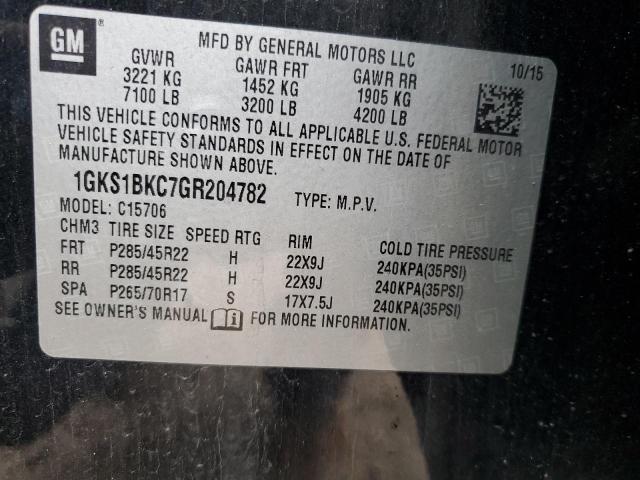 GM
MFD BY GENERAL MOTORS LLC
10/15
GVWR GAWR FRT GAWR RR
3221 KG 1452 KG 1905 KG
7100 LB 3200 LB 4200 LB
THIS VEHICLE CONFORMS TO ALL APPLICABLE U.S. FEDERAL MOTOR
VEHICLE SAFETY STANDARDS IN EFFECT ON THE DATE OF
MANUFACTURE SHOWN ABOVE.
1GKS1BKC7GR204782 TYPE: M.P.V.
MODEL: C15706
CHM3 TIRE SIZE SPEED RTG RIM COLD TIRE PRESSURE
FRT P285/45R22 H 22X9J 240KPA(35PSI)
RR P285/45R22 H 22X9J 240KPA(35PSI)
SPA P265/70R17 S 17X7.5J 240KPA(35PSI)
SEE OWNER'S MANUAL FOR MORE INFORMATION.